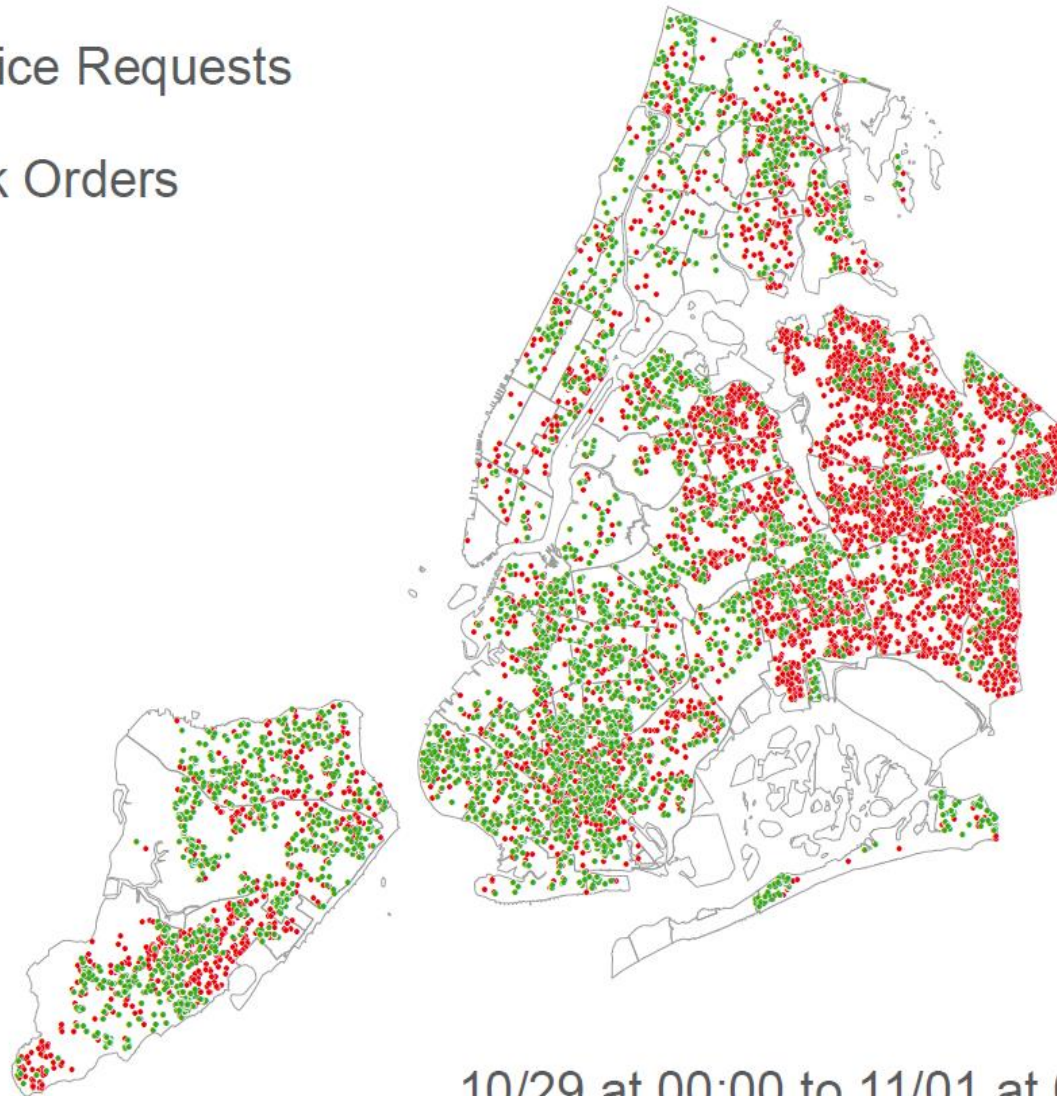 ice Requests
k Orders
10/29 at 00:00 to 11/01 at